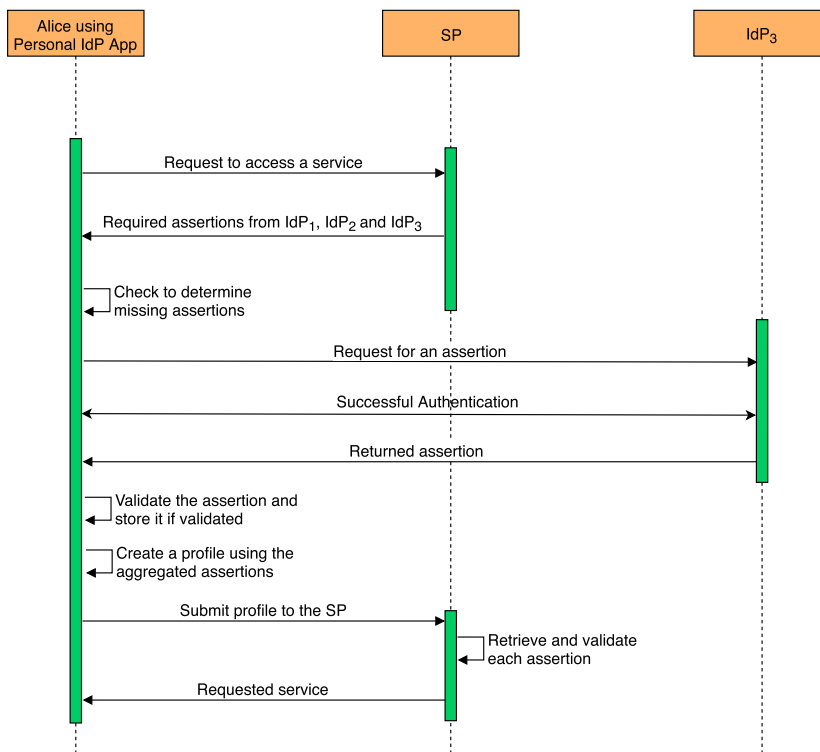 Alice using
Personal IdP App
SP
IdP₃
Request to access a service
Required assertions from IdP₁, IdP₂ and IdP₃
Check to determine
missing assertions
Request for an assertion
Successful Authentication
Returned assertion
Validate the assertion and
store it if validated
Create a profile using the
aggregated assertions
Submit profile to the SP
Retrieve and validate
each assertion
Requested service